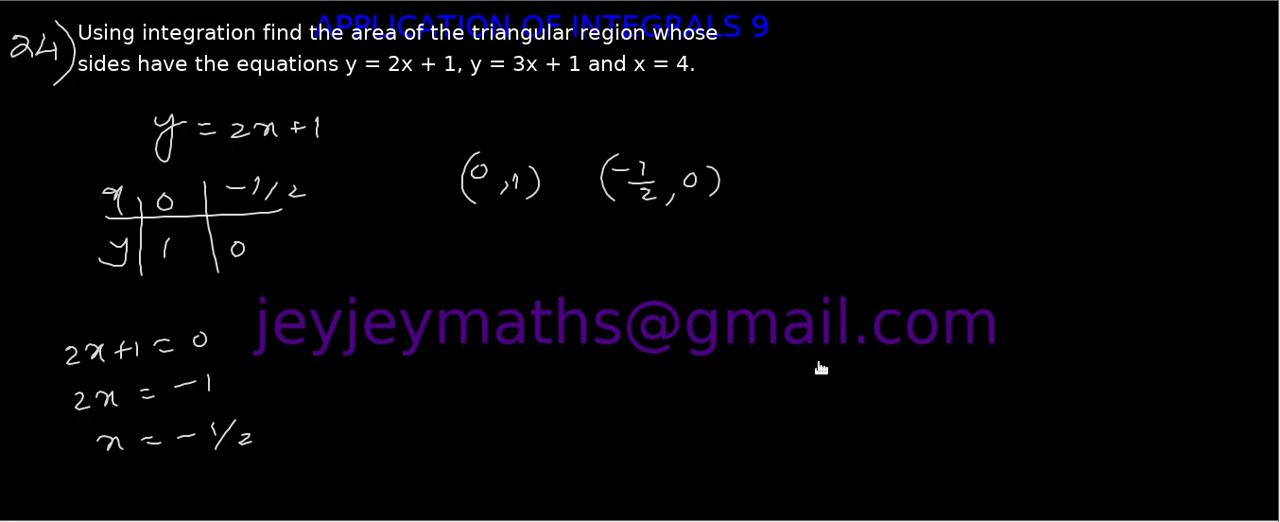 APPLICATION OF INTEGRALS 9
24) Using integration find the area of the triangular region whose
sides have the equations y = 2x + 1, y = 3x + 1 and x = 4.
y = 2x + 1
(0, 1) (-1/2, 0)
x 0 -1/2
y 1 0
jeyjeymaths@gmail.com
2x + 1 = 0
2x = -1
x = -1/2